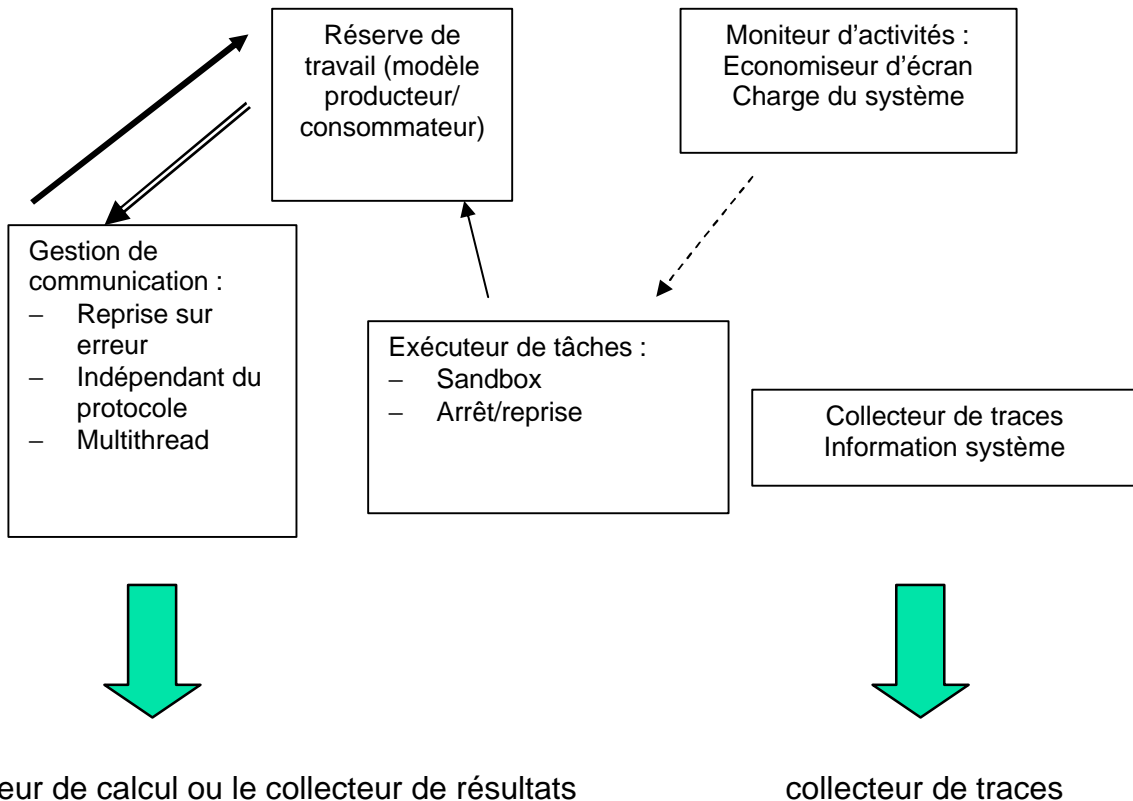 Réserve de
travail (modèle
producteur/
consommateur)
Moniteur d’activités :
Economiseur d’écran
Charge du système
Gestion de
communication :
– Reprise sur
erreur
– Indépendant du
protocole
– Multithread
Exécuteur de tâches :
– Sandbox
– Arrêt/reprise
Collecteur de traces
Information système
de calcul ou le collecteur de résultats
collecteur de traces